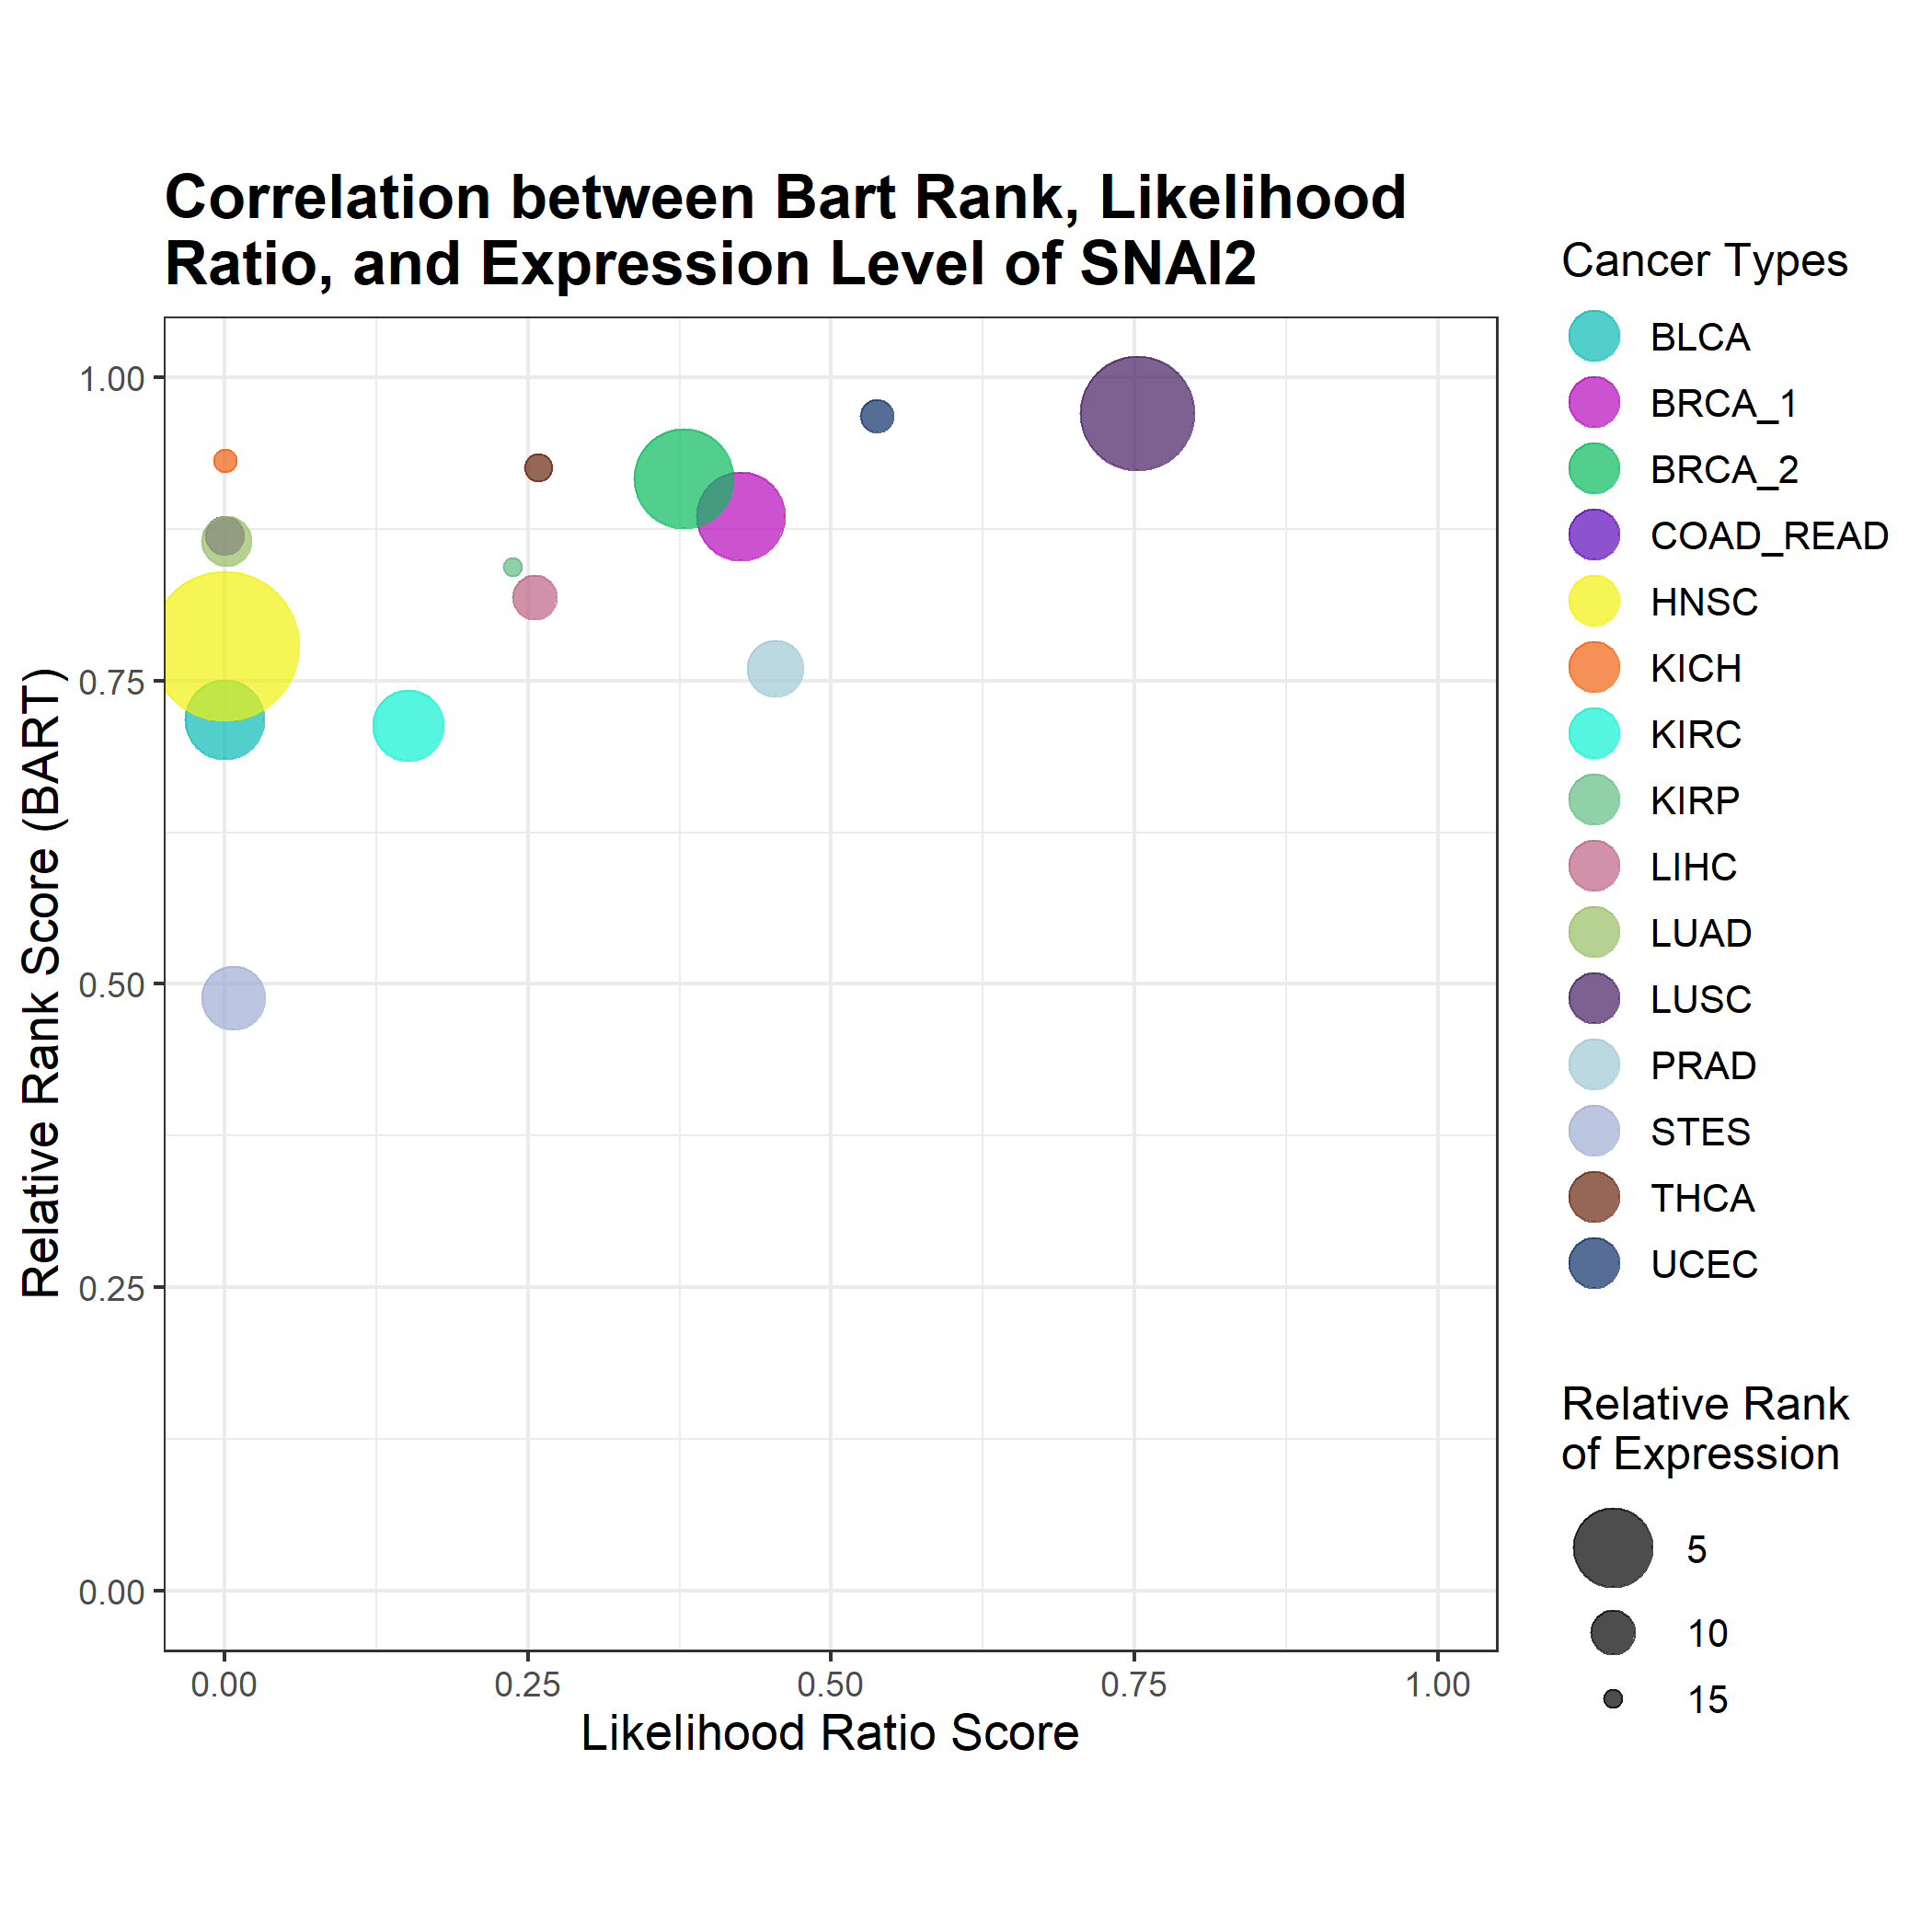 Correlation between Bart Rank, Likelihood
Ratio, and Expression Level of SNAI2
Relative Rank Score (BART)
1.00
0.75
0.50
0.25
0.00
0.00
0.25
0.50
0.75
1.00
Likelihood Ratio Score
Cancer Types
BLCA
BRCA_1
BRCA_2
COAD_READ
HNSC
KICH
KIRC
KIRP
LIHC
LUAD
LUSC
PRAD
STES
THCA
UCEC
Relative Rank
of Expression
5
10
15